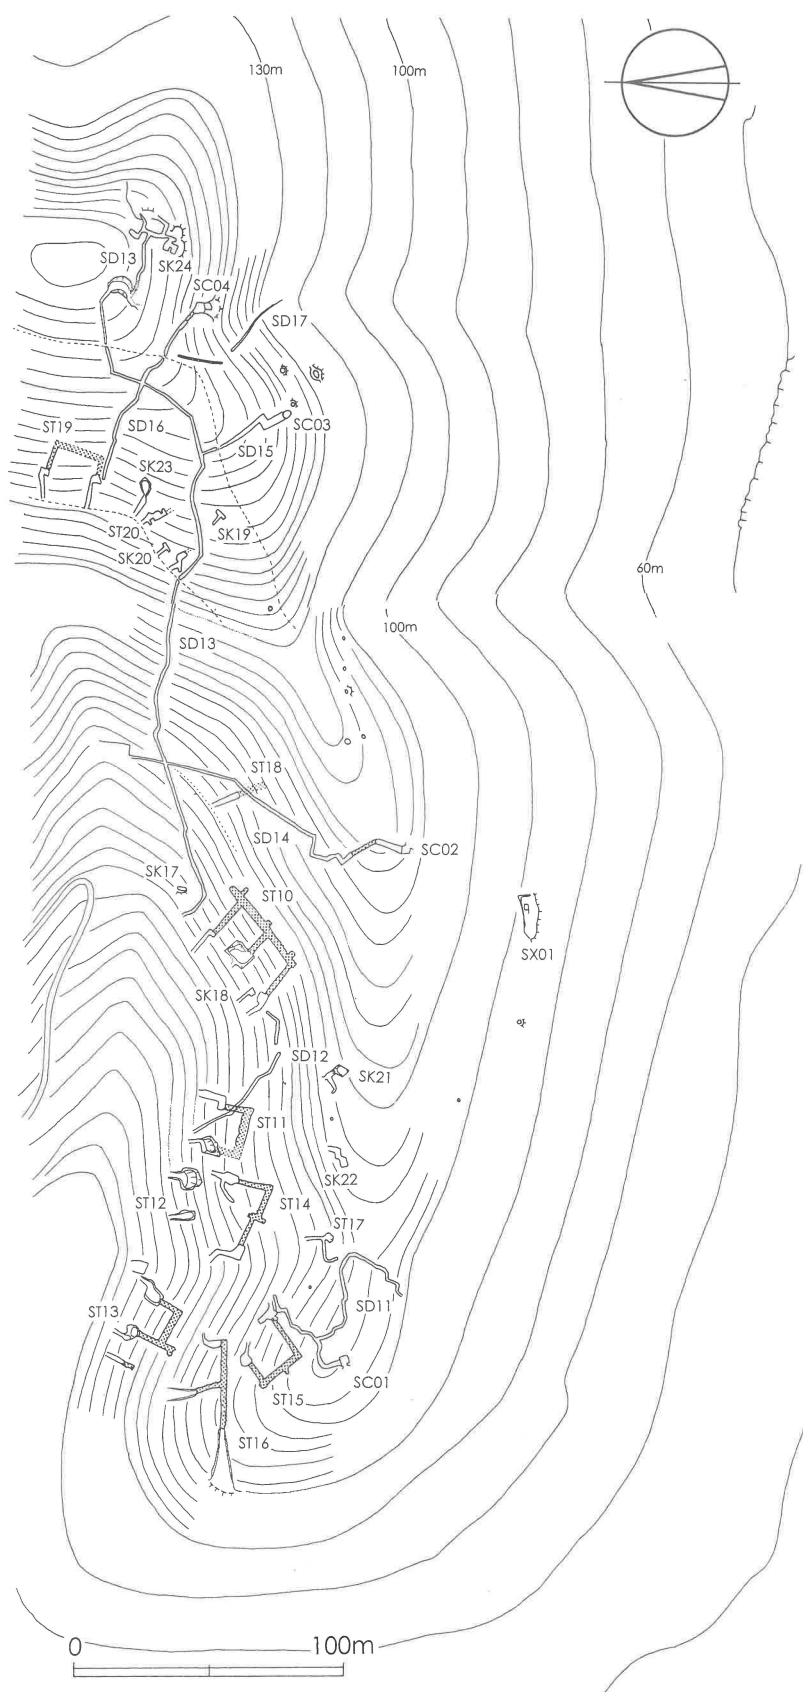 130m
100m
SD13
SK24
SC04
SD17
ST19
SD16
SC03
SD15
SK23
ST20
SK19
SK20
60m
100m
SD13
ST18
SD14
SC02
SK17
ST10
SX01
SK18
SD12
SK21
ST11
SK22
ST12
ST14
ST17
SD11
ST13
SC01
ST15
ST16
0
100m